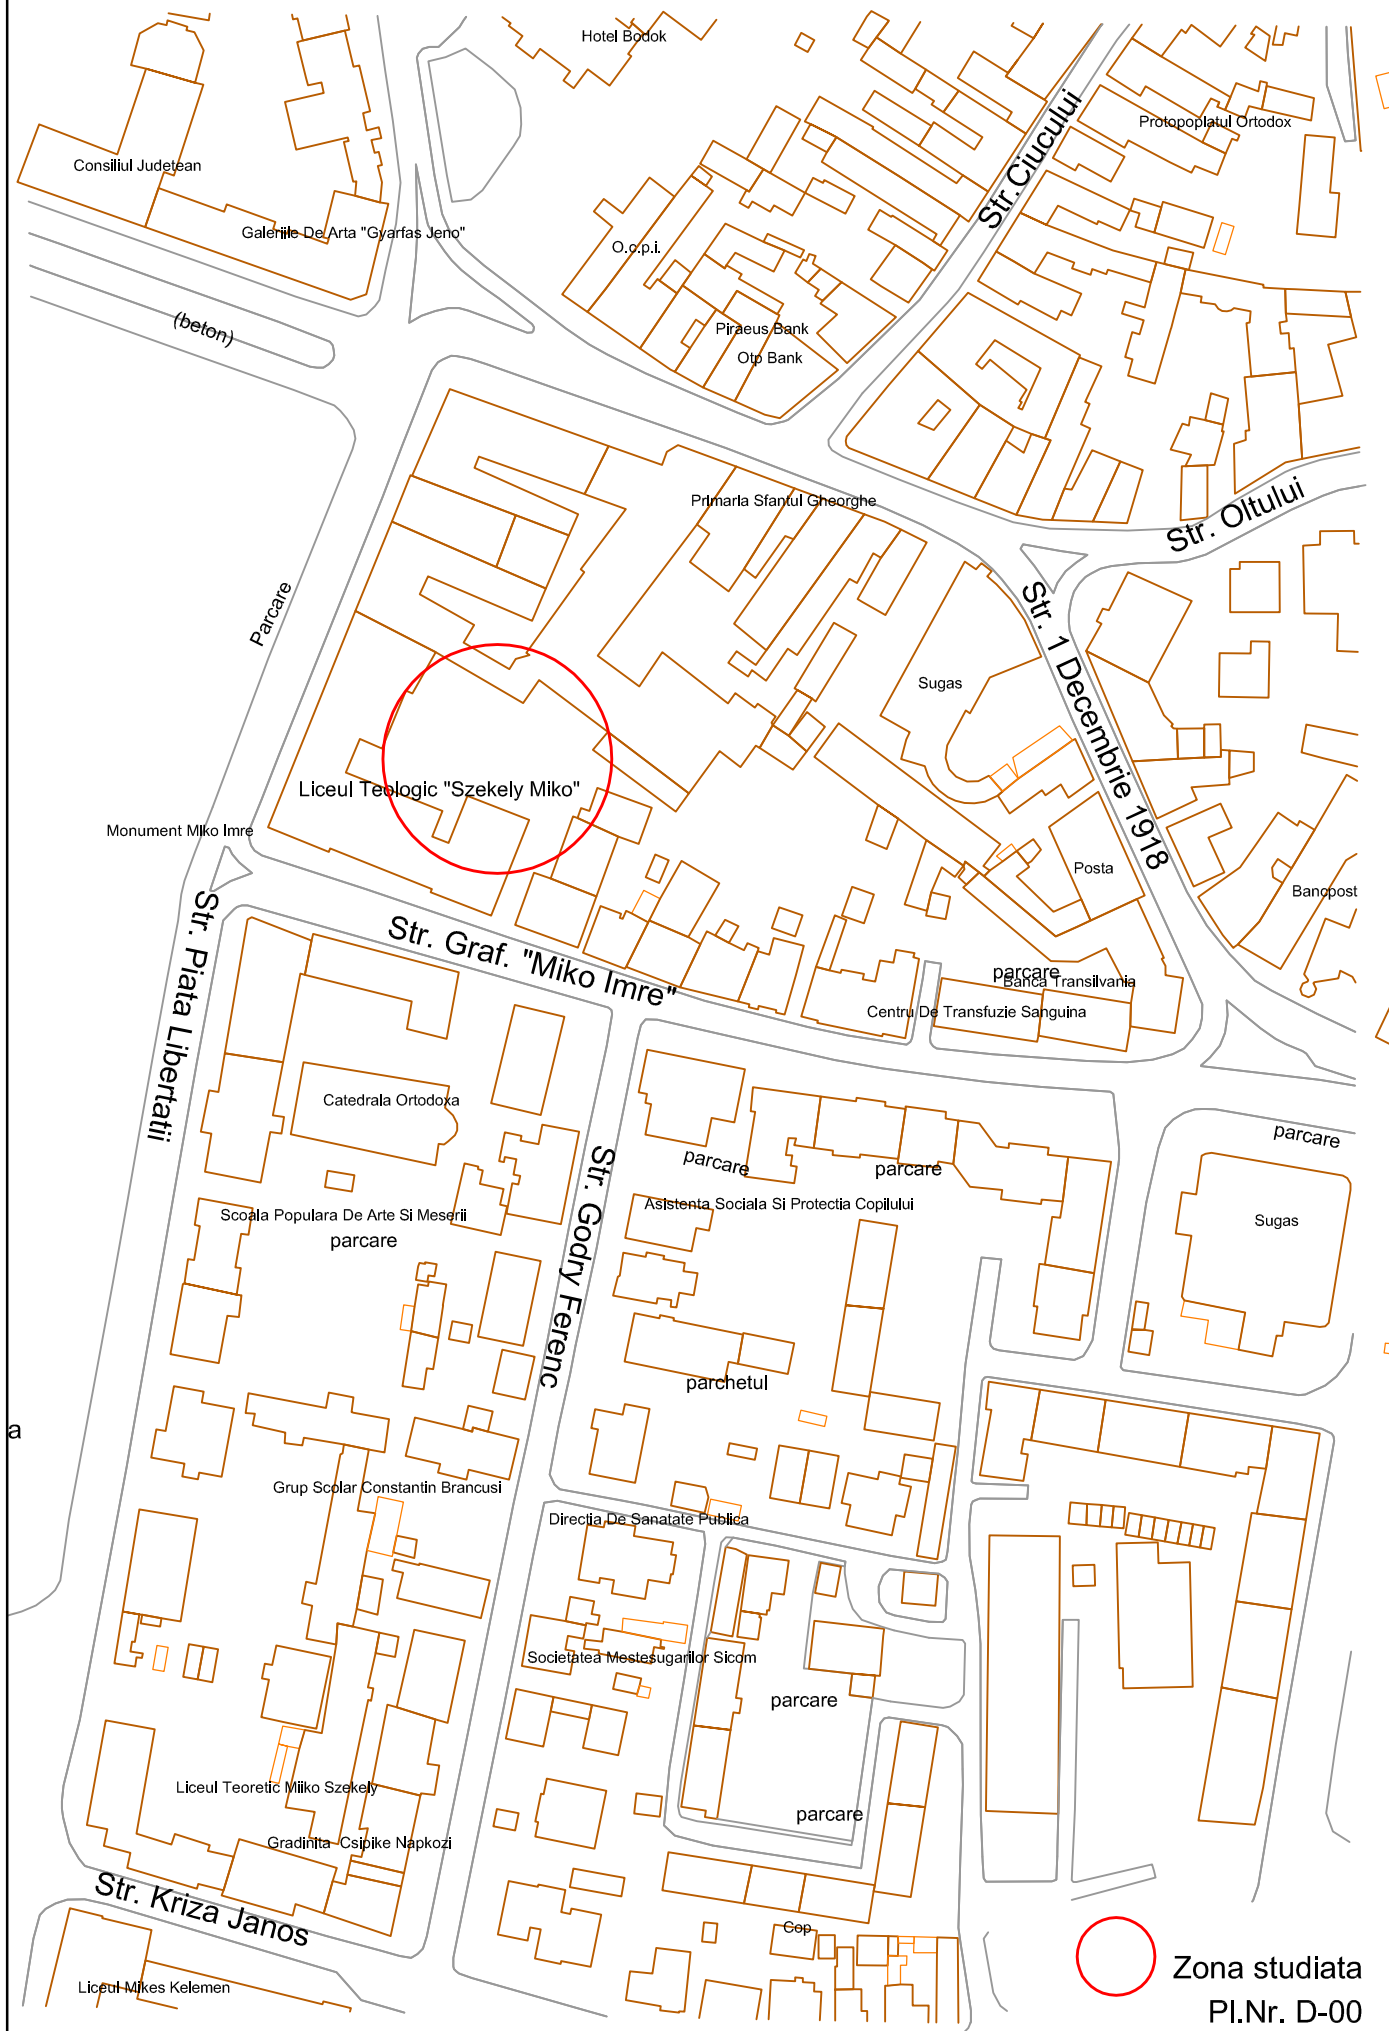 Hotel Bodok
Protopoplatul Ortodox
Consiliul Judetean
Str.Ciucului
Galeriile De Arta "Gyarfas Jeno"
O.c.p.i.
(beton)
Piraeus Bank
Otp Bank
Primaria Sfantul Gheorghe
Str. Oltului
Parcare
Str. 1 Decembrie 1918
Sugas
Liceul Teologic "Szekely Miko"
Monument Miko Imre
Posta
Bancpost
Str. Piata Libertatii
Str. Graf. "Miko Imre"
parcare
Banca Transilvania
Centru De Transfuzie Sanguina
Catedrala Ortodoxa
parcare
parcare
parcare
Str. Godry Ferenc
Asistenta Sociala Si Protectia Copilului
Scoala Populara De Arte Si Meserii
parcare
Sugas
parchetul
a
Grup Scolar Constantin Brancusi
Directia De Sanatate Publica
Societatea Mestesugarilor Sicom
parcare
Liceul Teoretic Miiko Szekely
parcare
Gradinita Csipike Napkozi
Str. Kriza Janos
Cop
Liceul Mikes Kelemen
Zona studiata
Pl.Nr. D-00